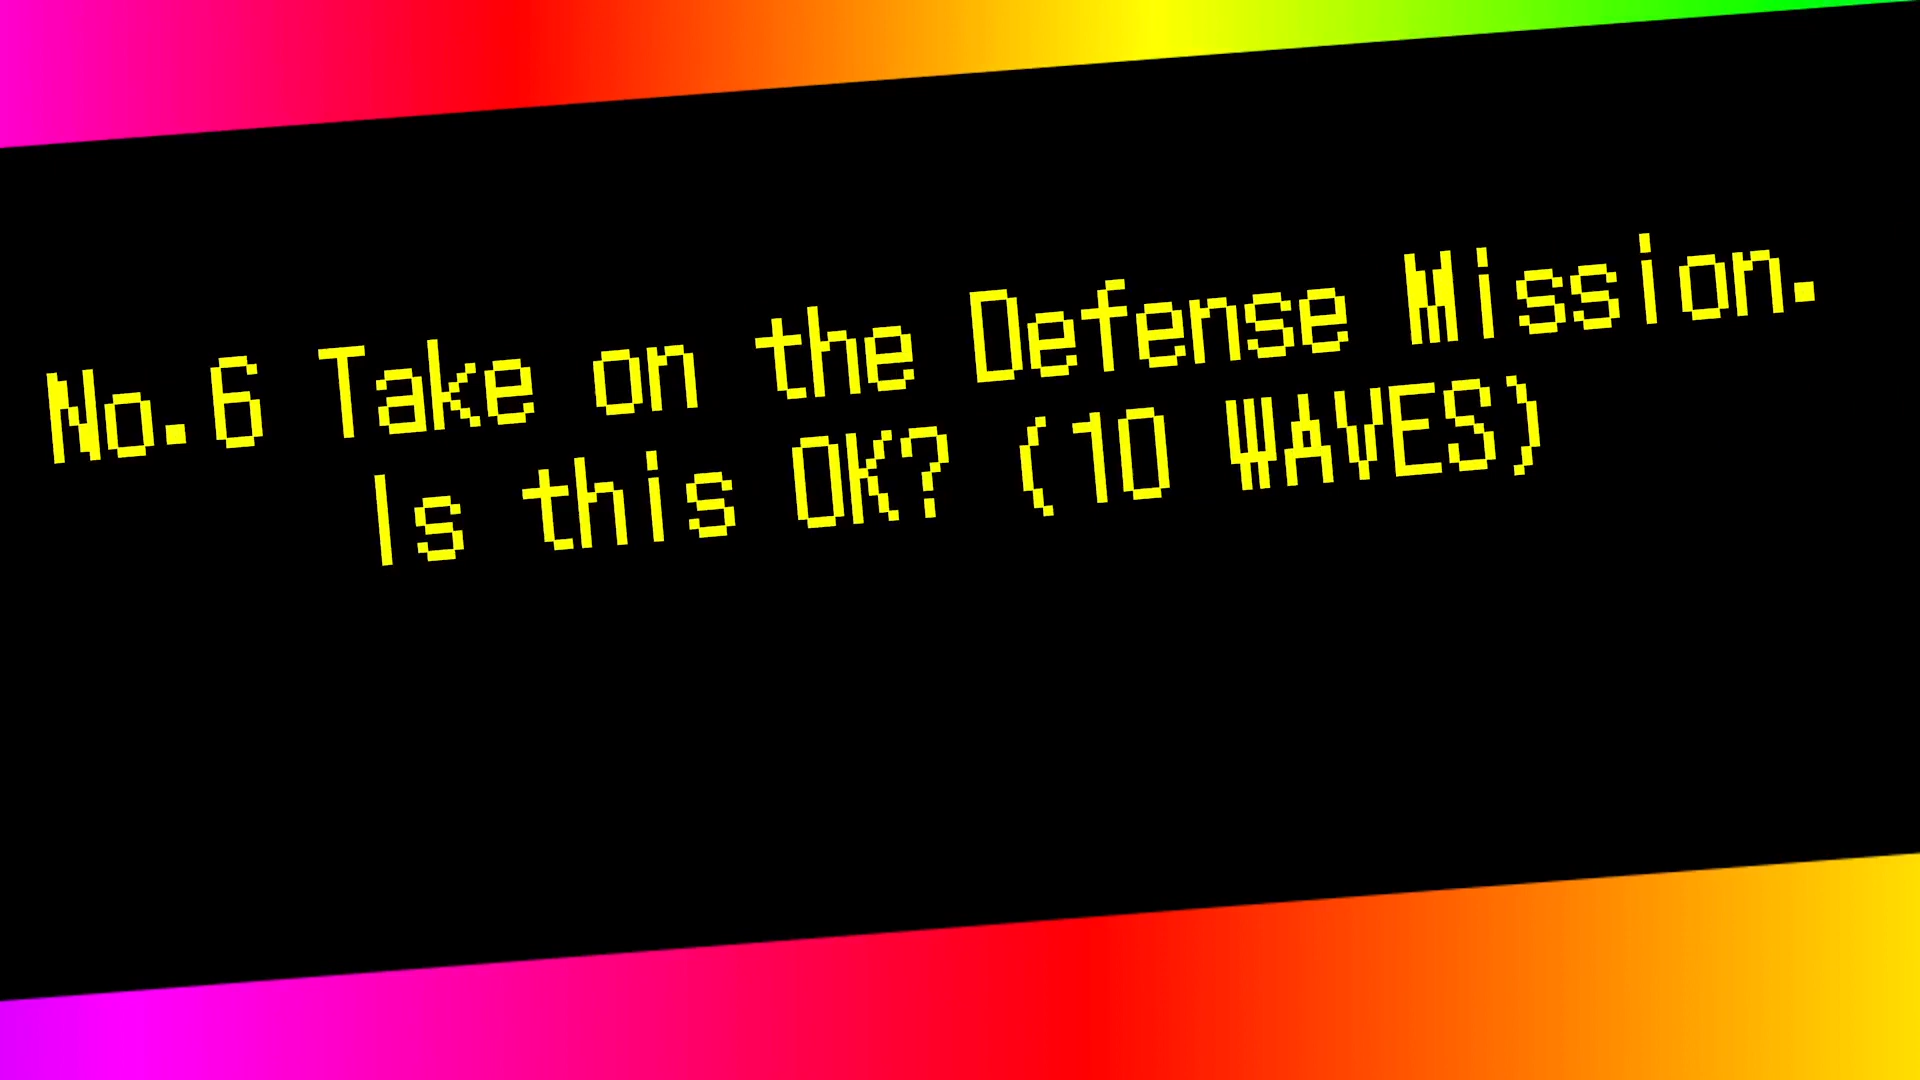 No.6 Take on the Defense Mission.
Is this OK? (10 WAVES)